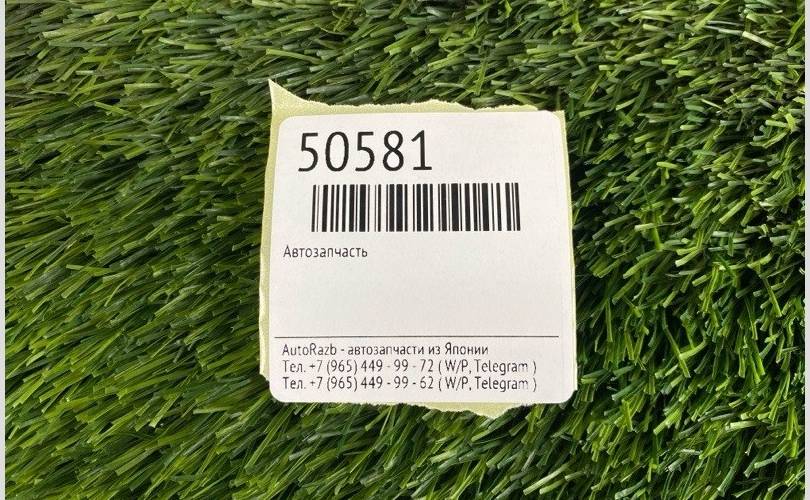 50581
Автозапчасть
AutoRazb - автозапчасти из Японии
Тел. +7 (965) 449 - 99 - 72 ( W/P, Telegram )
Тел. +7 (965) 449 - 99 - 62 ( W/P, Telegram )